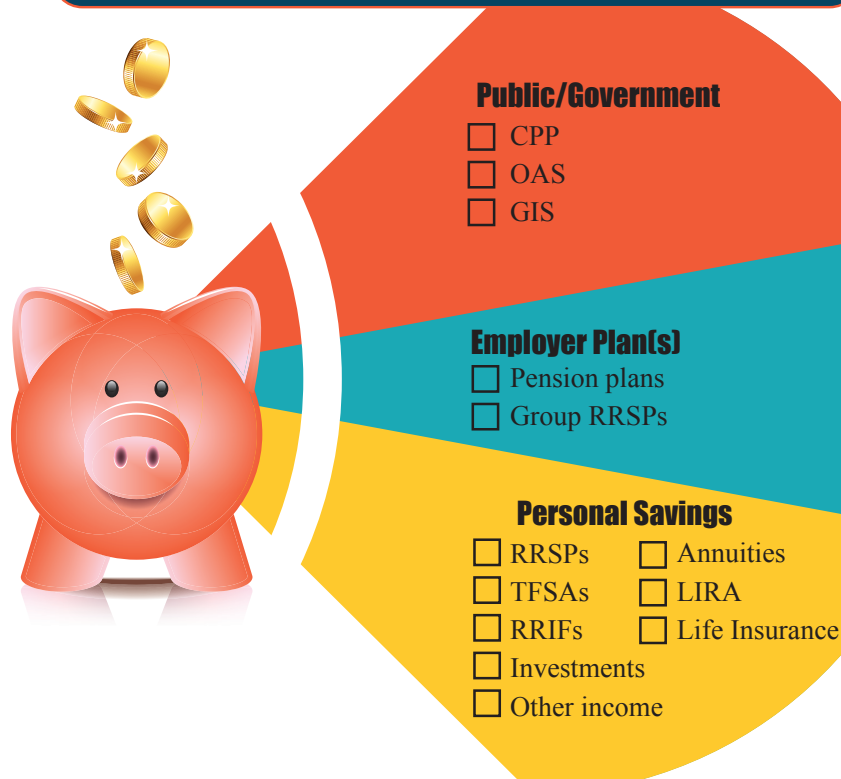 Public/Government
CPP
OAS
GIS
Employer Plan(s)
Pension plans
Group RRSPs
Personal Savings
RRSPs
TFSAs
RRIFs
Investments
Other income
Annuities
LIRA
Life Insurance